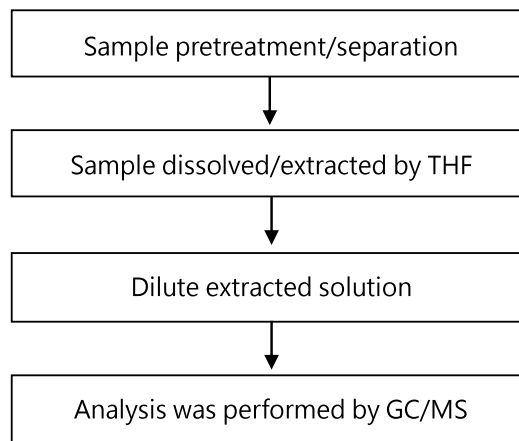 Sample pretreatment/separation
Sample dissolved/extracted by THF
Dilute extracted solution
Analysis was performed by GC/MS